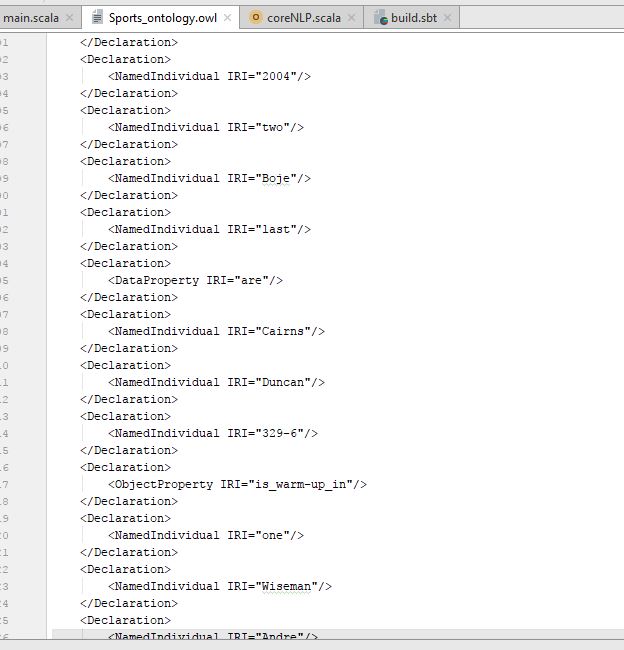 main.scala Sports_ontology.owl coreNLP.scala build.sbt
01 </Declaration>
02 <Declaration>
03 <NamedIndividual IRI="2004"/>
04 </Declaration>
05 <Declaration>
06 <NamedIndividual IRI="two"/>
07 </Declaration>
08 <Declaration>
09 <NamedIndividual IRI="Boje"/>
00 </Declaration>
01 <Declaration>
02 <NamedIndividual IRI="last"/>
03 </Declaration>
04 <Declaration>
05 <DataProperty IRI="are"/>
06 </Declaration>
07 <Declaration>
08 <NamedIndividual IRI="Cairns"/>
09 </Declaration>
10 <Declaration>
11 <NamedIndividual IRI="Duncan"/>
12 </Declaration>
13 <Declaration>
14 <NamedIndividual IRI="329-6"/>
15 </Declaration>
16 <Declaration>
17 <ObjectProperty IRI="is_warm-up_in"/>
18 </Declaration>
19 <Declaration>
20 <NamedIndividual IRI="one"/>
21 </Declaration>
22 <Declaration>
23 <NamedIndividual IRI="Wiseman"/>
24 </Declaration>
25 <Declaration>
26 <NamedIndividual IRI="Andre"/>